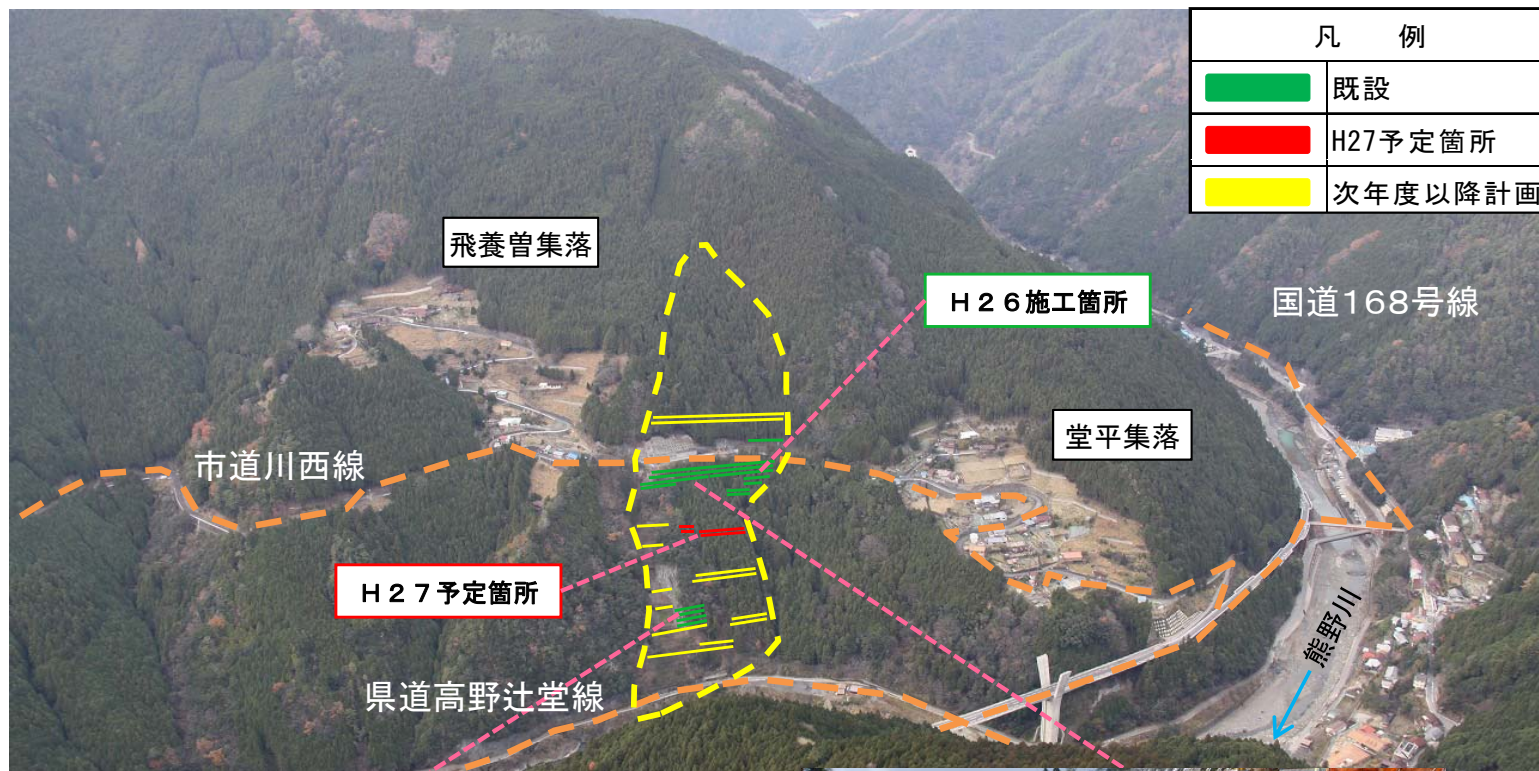 凡　例
既設
H27予定箇所
次年度以降計画
飛養曽集落
H26施工箇所
国道168号線
堂平集落
市道川西線
H27予定箇所
熊野川
県道高野辻堂線